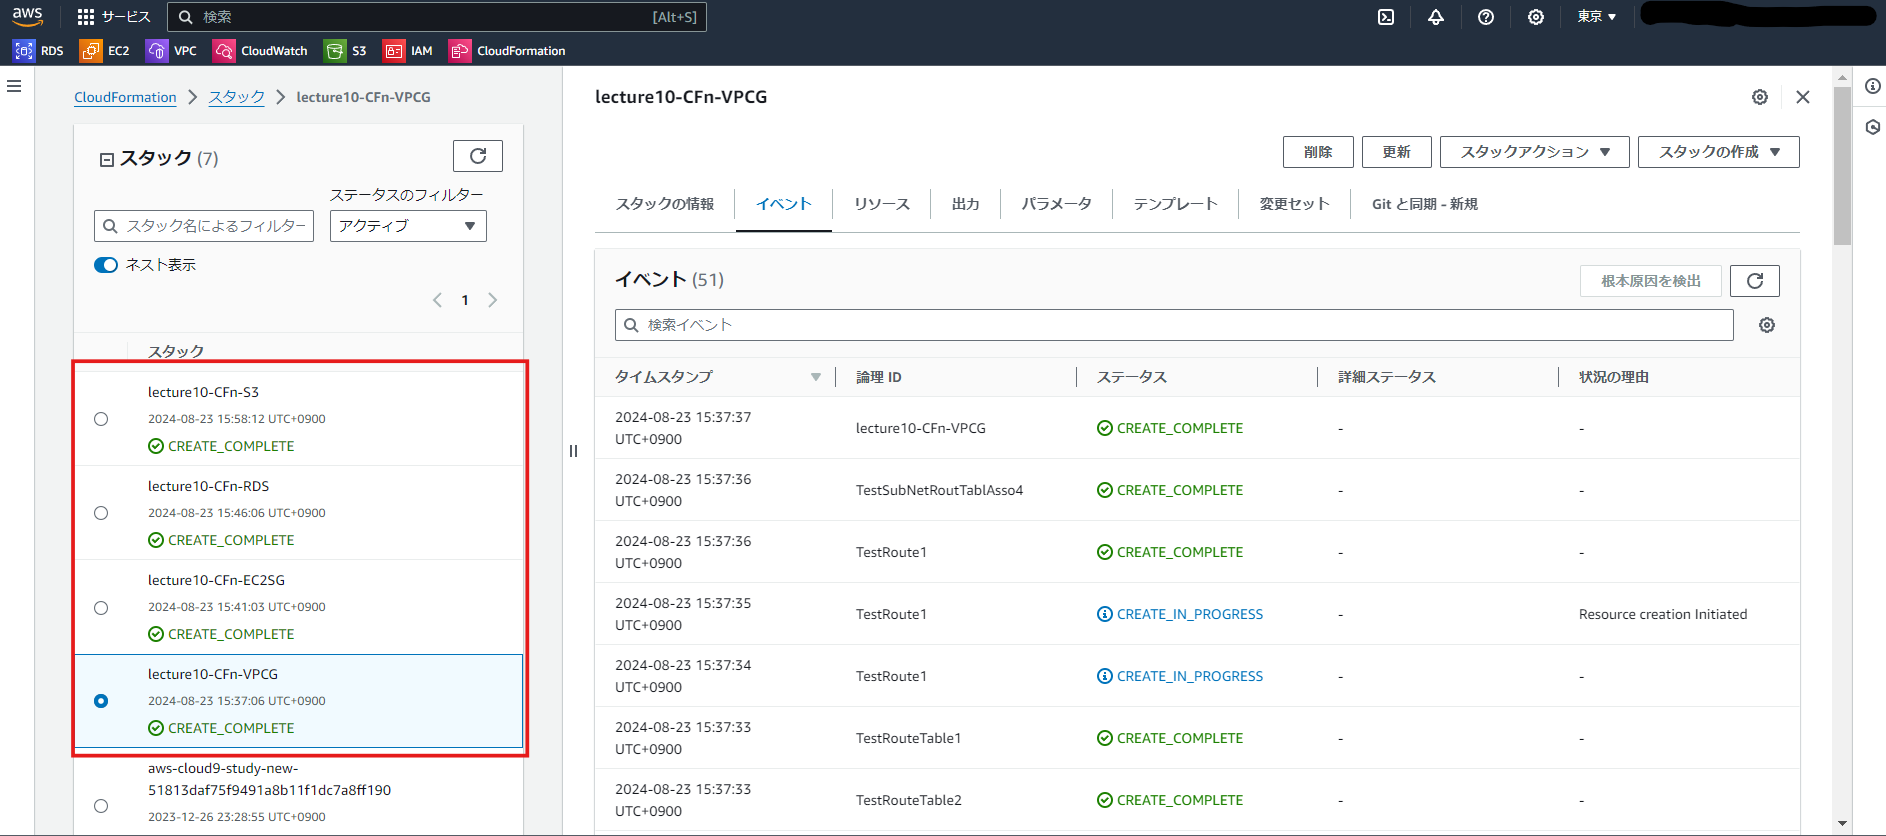 aws サービス 検索 [Alt+S] 東京
RDS EC2 VPC CloudWatch S3 IAM CloudFormation
CloudFormation スタック lecture10-CFn-VPCG
スタック (7)
ステータスのフィルター
スタック名によるフィルター アクティブ
ネスト表示
1
スタック
lecture10-CFn-S3
2024-08-23 15:58:12 UTC+0900
CREATE_COMPLETE
lecture10-CFn-RDS
2024-08-23 15:46:06 UTC+0900
CREATE_COMPLETE
lecture10-CFn-EC2SG
2024-08-23 15:41:03 UTC+0900
CREATE_COMPLETE
lecture10-CFn-VPCG
2024-08-23 15:37:06 UTC+0900
CREATE_COMPLETE
aws-cloud9-study-new-
51813daf75f9491a8b11f1dc7a8ff190
2023-12-26 23:28:55 UTC+0900
lecture10-CFn-VPCG
削除 更新 スタックアクション スタックの作成
スタックの情報 イベント リソース 出力 パラメータ テンプレート 変更セット Git と同期 - 新規
イベント (51)
根本原因を検出
検索イベント
タイムスタンプ 論理 ID ステータス 詳細ステータス 状況の理由
2024-08-23 15:37:37
UTC+0900
lecture10-CFn-VPCG CREATE_COMPLETE - -
2024-08-23 15:37:36
UTC+0900
TestSubNetRoutTablAsso4 CREATE_COMPLETE - -
2024-08-23 15:37:36
UTC+0900
TestRoute1 CREATE_COMPLETE - -
2024-08-23 15:37:35
UTC+0900
TestRoute1 CREATE_IN_PROGRESS - Resource creation Initiated
2024-08-23 15:37:34
UTC+0900
TestRoute1 CREATE_IN_PROGRESS - -
2024-08-23 15:37:33
UTC+0900
TestRouteTable1 CREATE_COMPLETE - -
2024-08-23 15:37:33
UTC+0900
TestRouteTable2 CREATE_COMPLETE - -